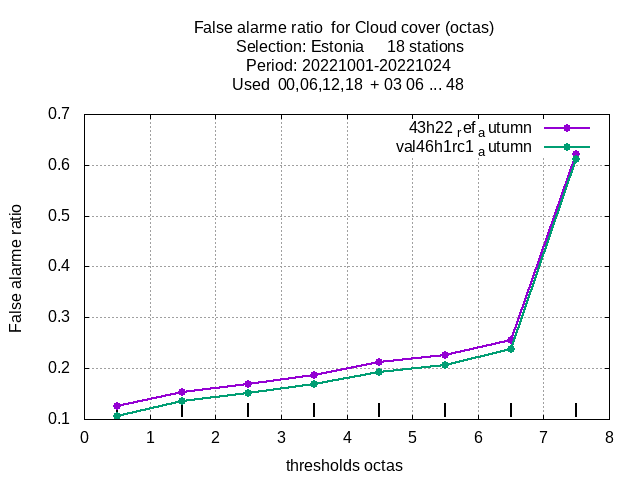 False alarme ratio for Cloud cover (octas)
Selection: Estonia 18 stations
Period: 20221001-20221024
Used 00,06,12,18 + 03 06 ... 48
43h22 refautumn
val46h1rc1 autumn
0.7
0.6
0.5
0.4
0.3
0.2
0.1
False alarme ratio
0 1 2 3 4 5 6 7 8
thresholds octas